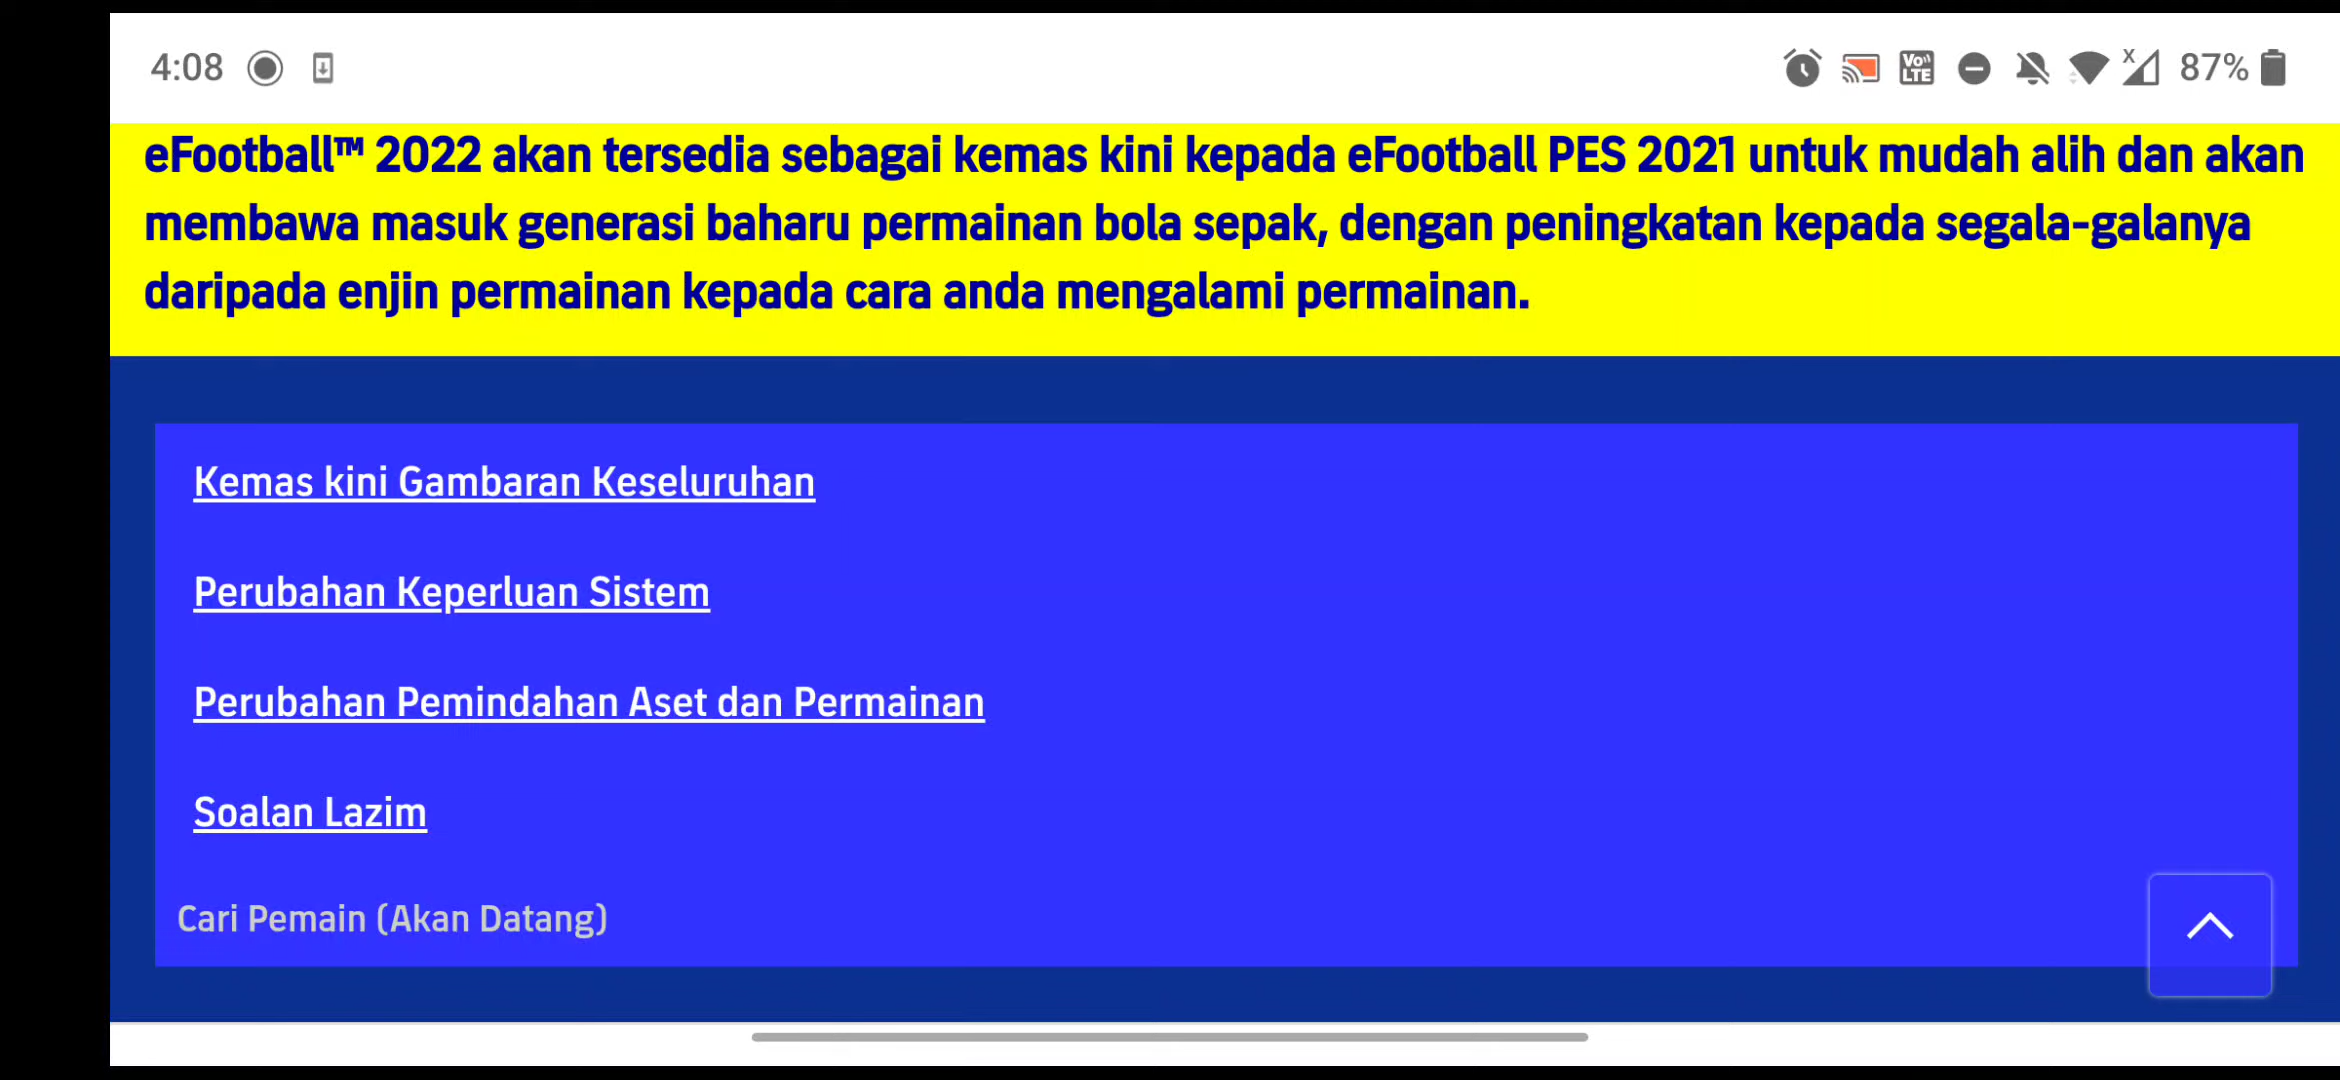 4:08
Vo)) LTE
x
87%
eFootball™ 2022 akan tersedia sebagai kemas kini kepada eFootball PES 2021 untuk mudah alih dan akan
membawa masuk generasi baharu permainan bola sepak, dengan peningkatan kepada segala-galanya
daripada enjin permainan kepada cara anda mengalami permainan.
Kemas kini Gambaran Keseluruhan
Perubahan Keperluan Sistem
Perubahan Pemindahan Aset dan Permainan
Soalan Lazim
Cari Pemain (Akan Datang)